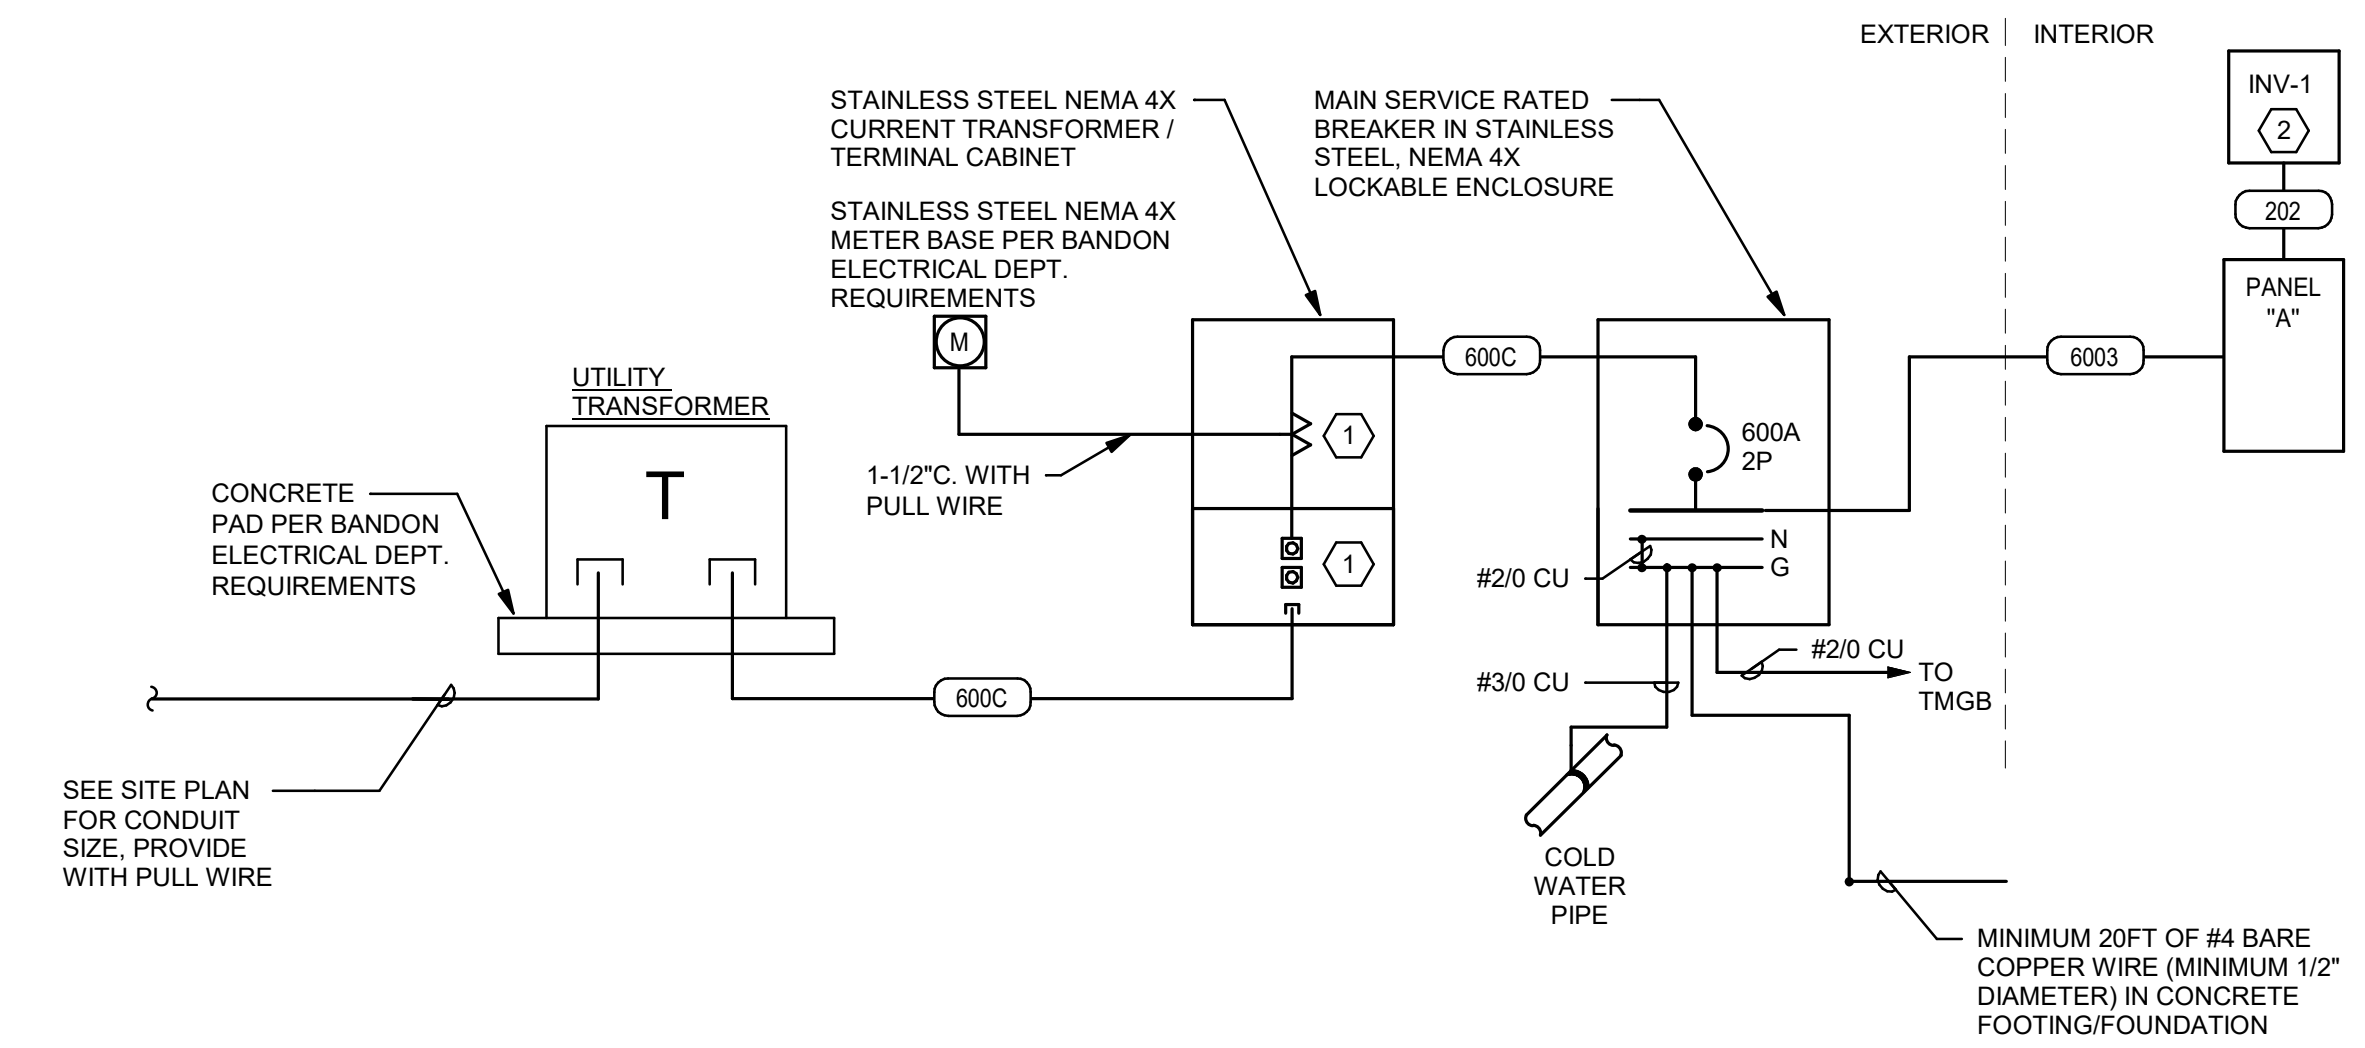 EXTERIOR
INTERIOR
INV-1
2
202
PANEL
"A"
6003
STAINLESS STEEL NEMA 4X
CURRENT TRANSFORMER /
TERMINAL CABINET
STAINLESS STEEL NEMA 4X
METER BASE PER BANDON
ELECTRICAL DEPT.
REQUIREMENTS
M
MAIN SERVICE RATED
BREAKER IN STAINLESS
STEEL, NEMA 4X
LOCKABLE ENCLOSURE
600C
UTILITY
TRANSFORMER
T
CONCRETE
PAD PER BANDON
ELECTRICAL DEPT.
REQUIREMENTS
1-1/2"C. WITH
PULL WIRE
1
1
600A
2P
N
G
#2/0 CU
#2/0 CU
TO
TMGB
#3/0 CU
600C
SEE SITE PLAN
FOR CONDUIT
SIZE, PROVIDE
WITH PULL WIRE
COLD
WATER
PIPE
MINIMUM 20FT OF #4 BARE
COPPER WIRE (MINIMUM 1/2"
DIAMETER) IN CONCRETE
FOOTING/FOUNDATION